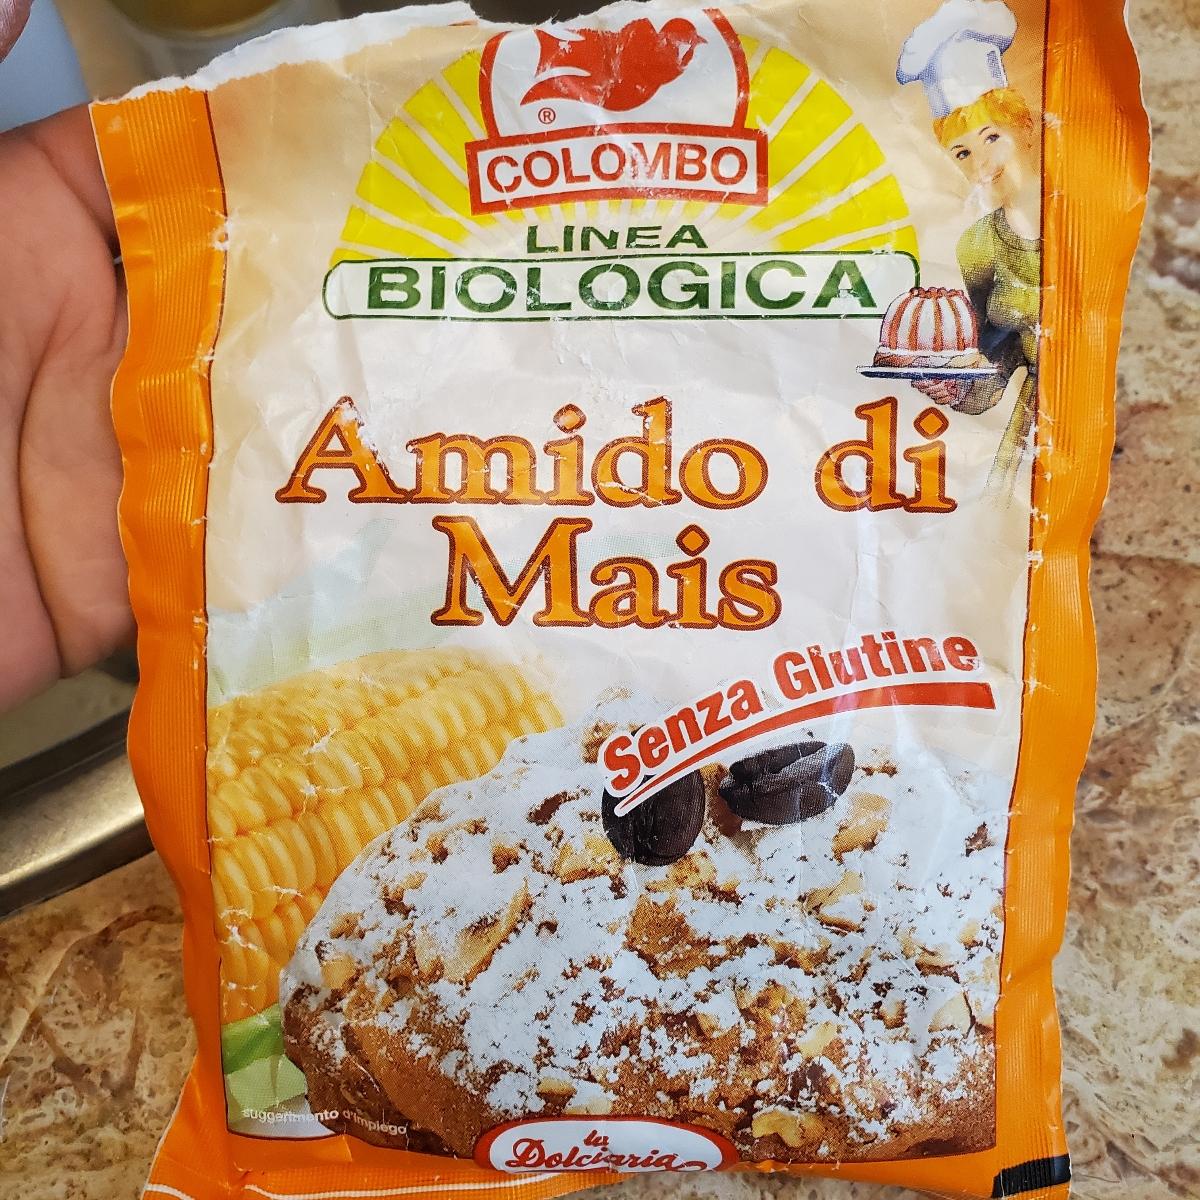 ®
COLOMBO
LINEA
BIOLOGICA
Amido di
Mais
Senza Glutine
suggerimento d'impiego
la
Dolciaria